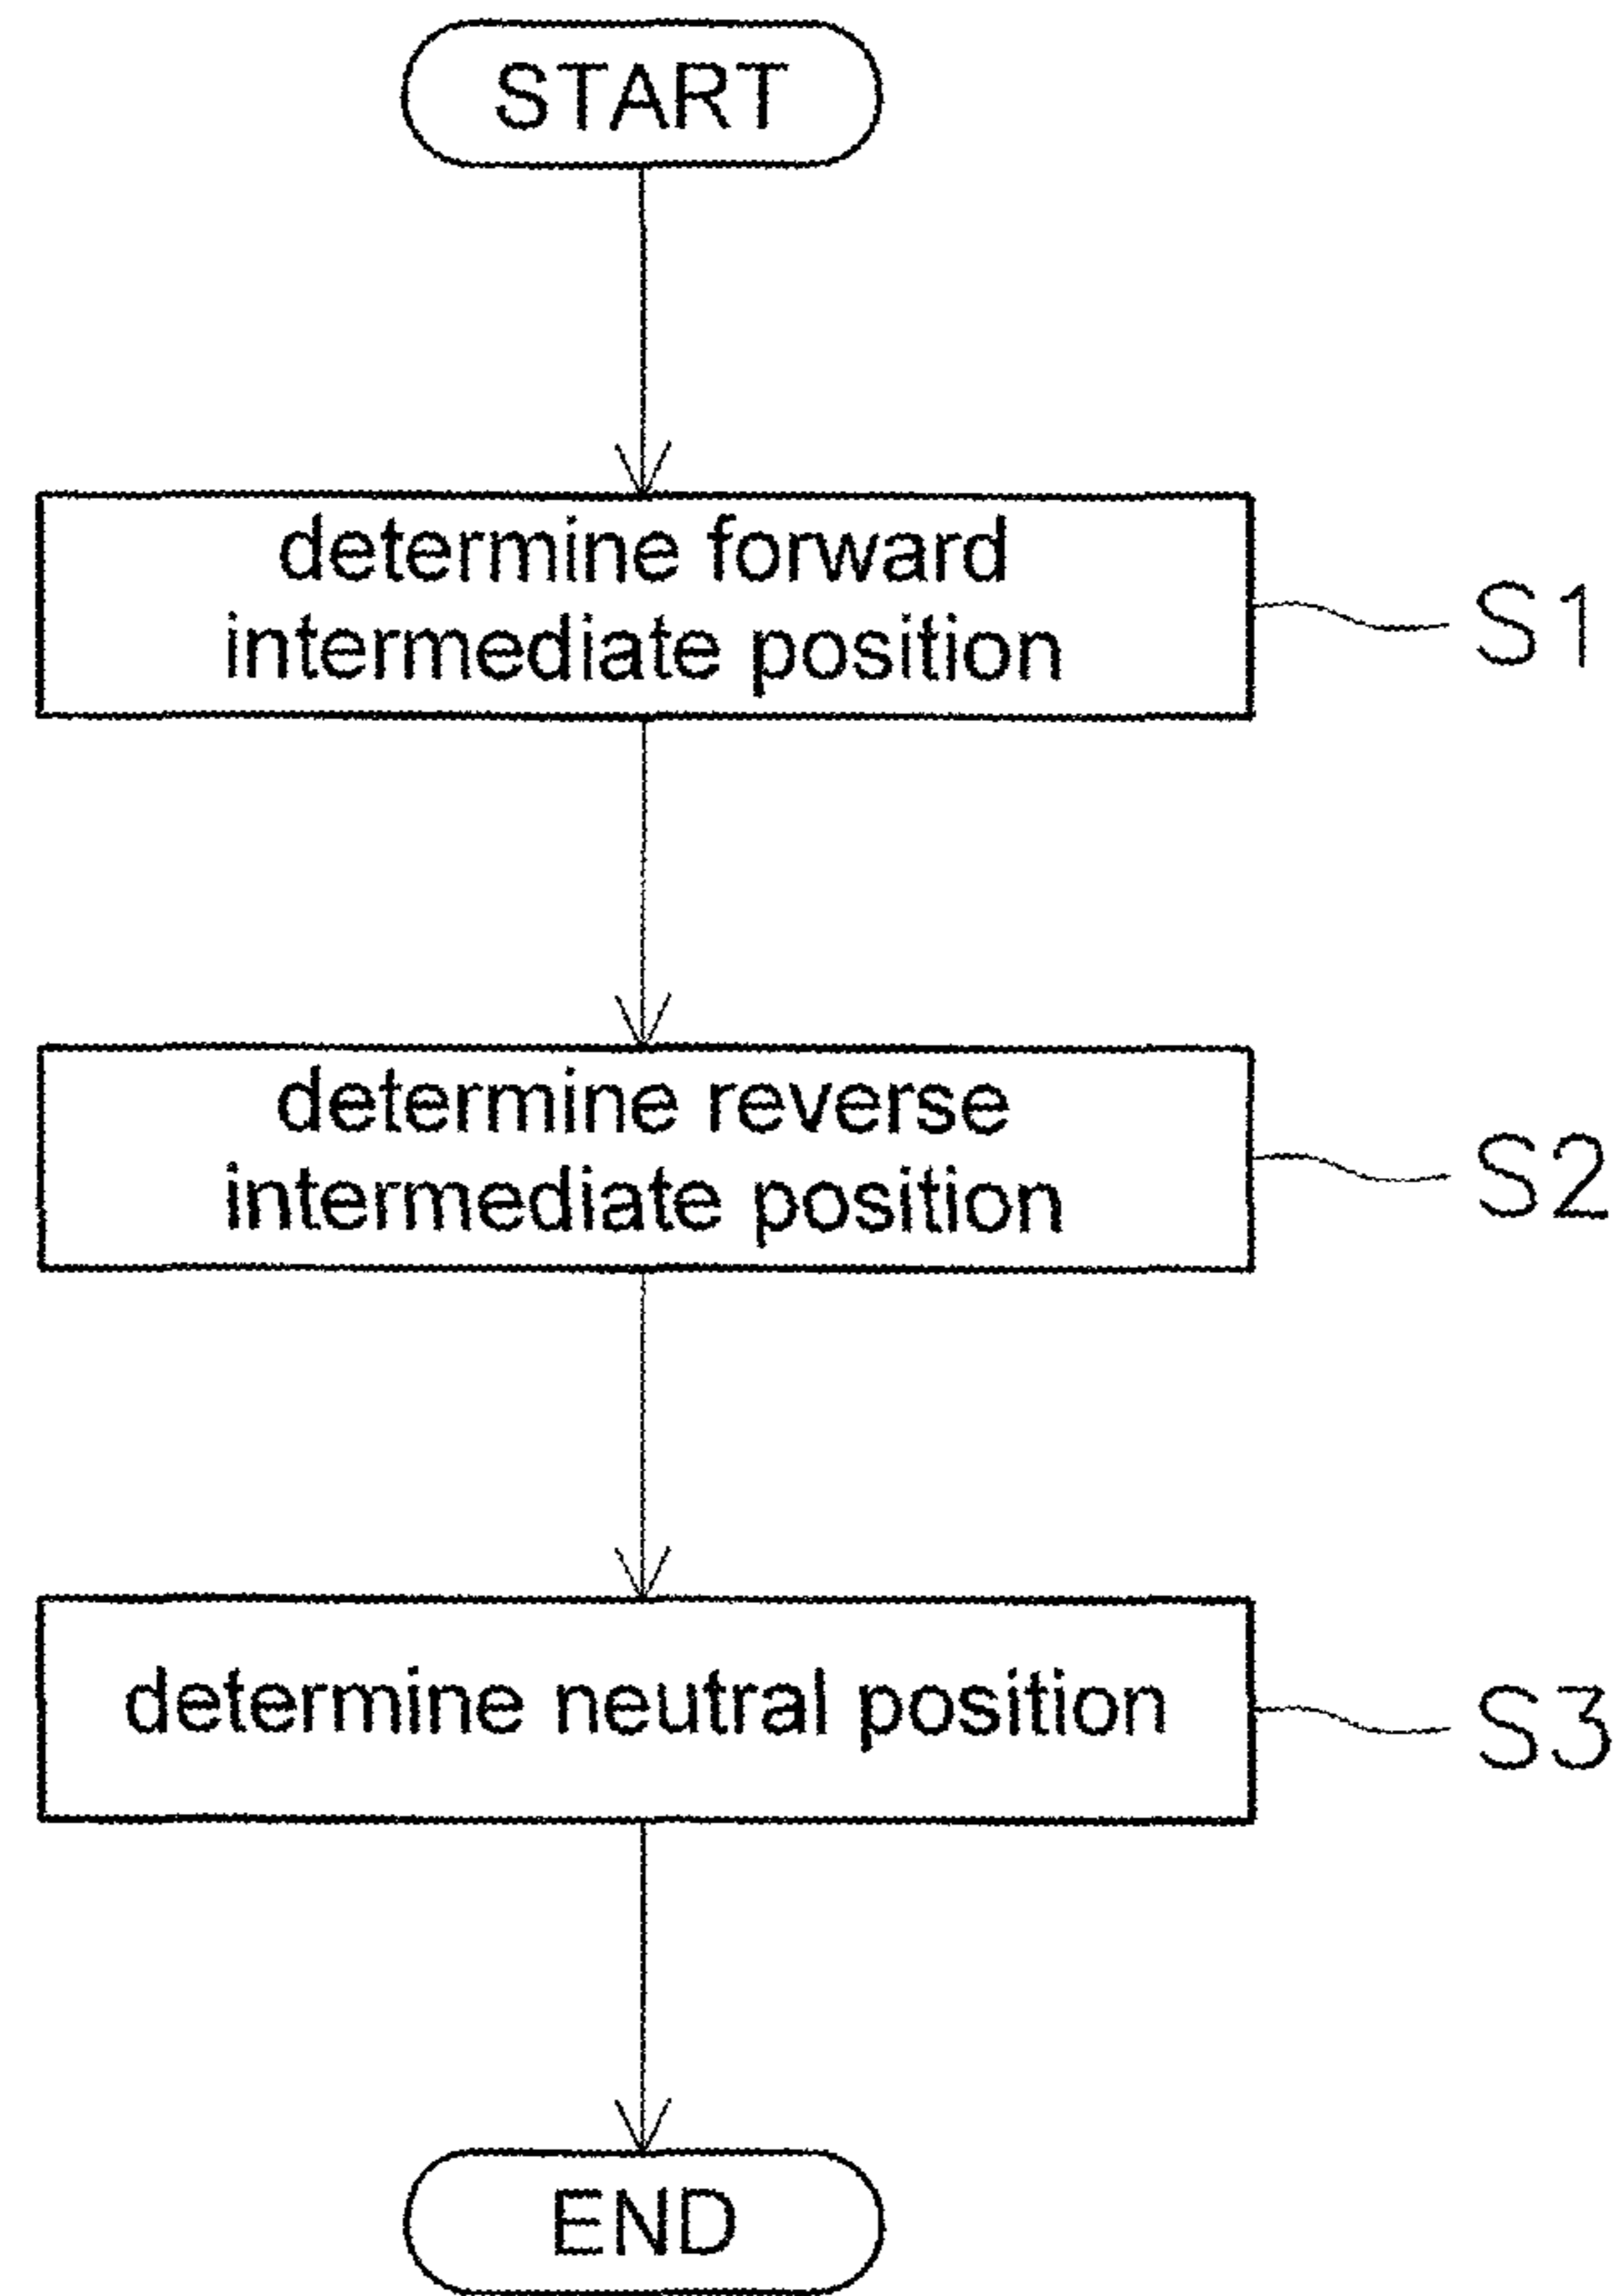 START
determine forward
intermediate position
S1
determine reverse
intermediate position
S2
determine neutral position
S3
END